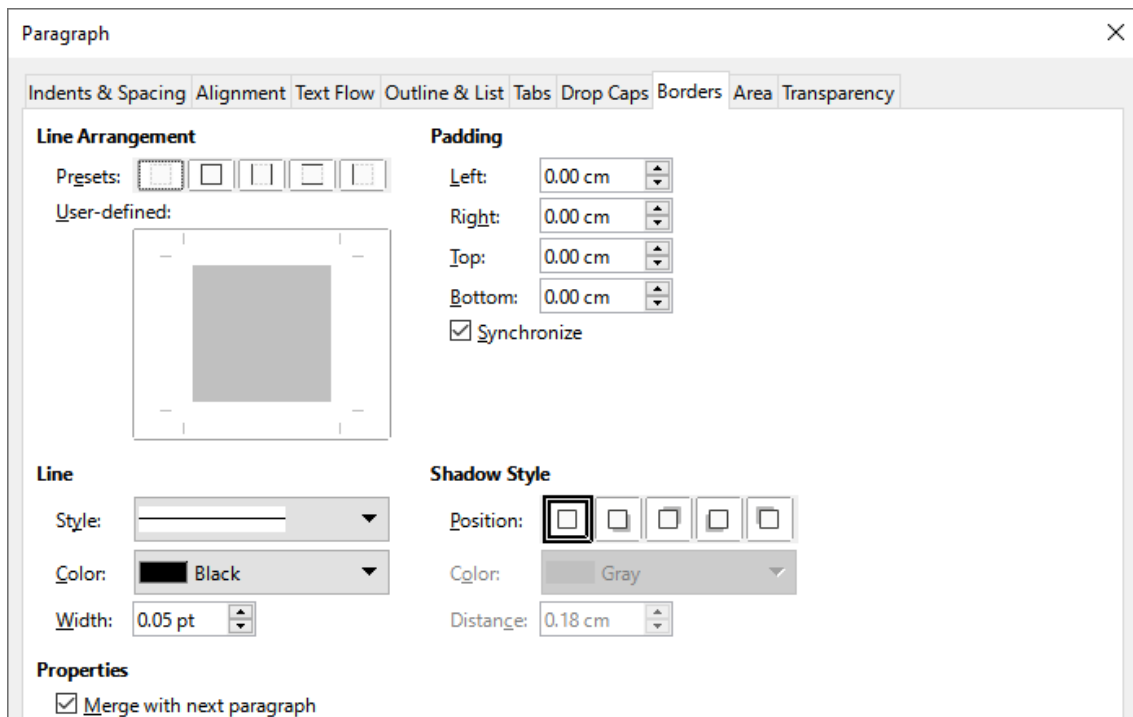 Paragraph
Indents & Spacing Alignment Text Flow Outline & List Tabs Drop Caps Borders Area Transparency
Line Arrangement
Presets:
User-defined:
Padding
Left: 0.00 cm
Right: 0.00 cm
Top: 0.00 cm
Bottom: 0.00 cm
Synchronize
Line
Style:
Color: Black
Width: 0.05 pt
Shadow Style
Position:
Color: Gray
Distance: 0.18 cm
Properties
Merge with next paragraph